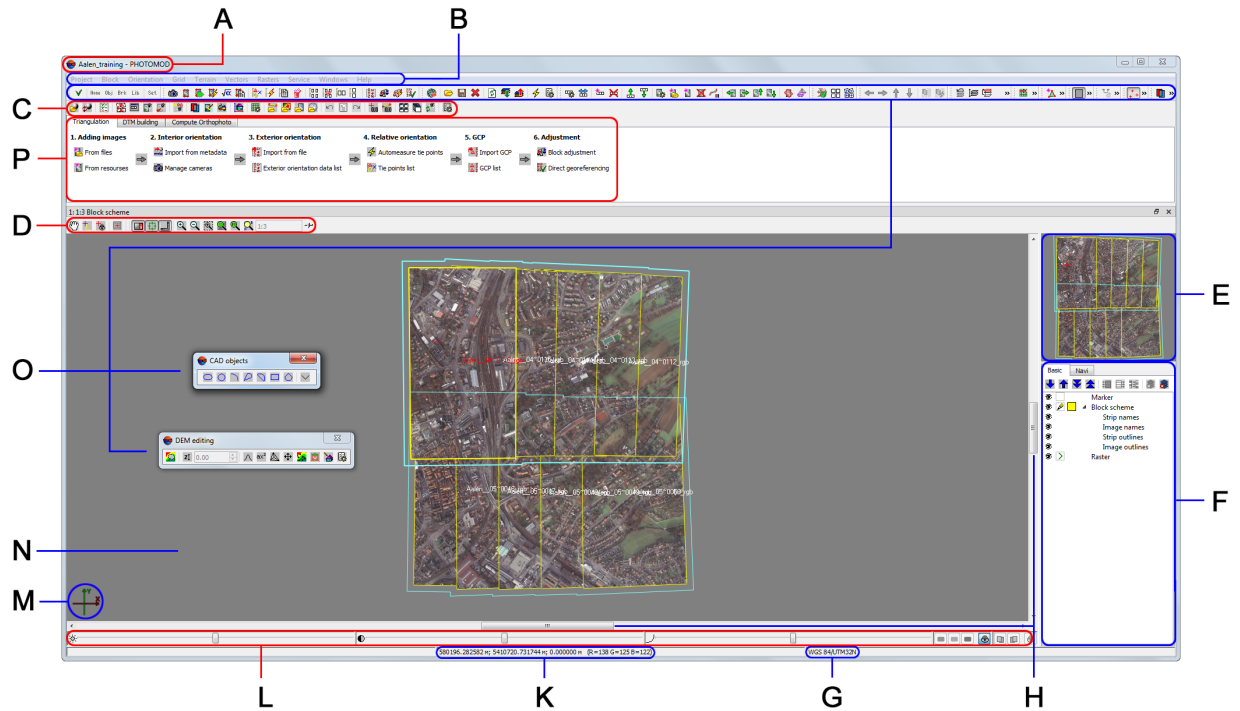 A
B
Aalen_training - PHOTOMOD
Project Block Orientation Grid Terrain Vectors Rasters Service Windows Help
None Obj Brk Lib Set
C
Triangulation DTM building Compute Orthophoto
P
1. Adding images 2. Interior orientation 3. Exterior orientation 4. Relative orientation 5. GCP 6. Adjustment
From files Import from metadata Import from file Automeasure tie points Import GCP Block adjustment
From resourses Manage cameras Exterior orientation data list Tie points list GCP list Direct georeferencing
1: 1:3 Block scheme
D
1:3
E
O
CAD objects
Basic Navi
Marker
Block scheme
Strip names
Image names
Strip outlines
Image outlines
Raster
DEM editing
0.00
F
N
M
Y
X
580196.282582 м; 5410720.731744 м; 0.000000 м (R=138 G=125 B=122)
WGS 84/UTM32N
L
K
G
H